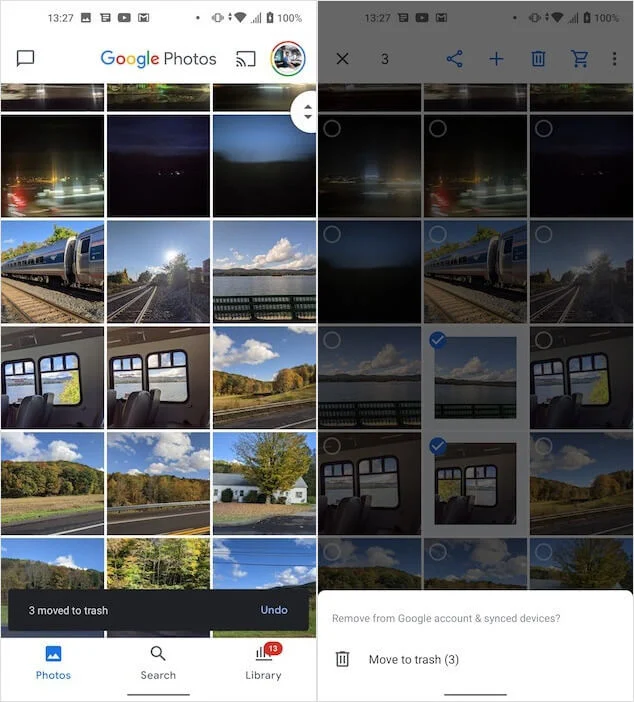 13:27
100%
Google Photos
3 moved to trash
Undo
13
Photos
Search
Library
13:27
100%
3
Remove from Google account & synced devices?
Move to trash (3)